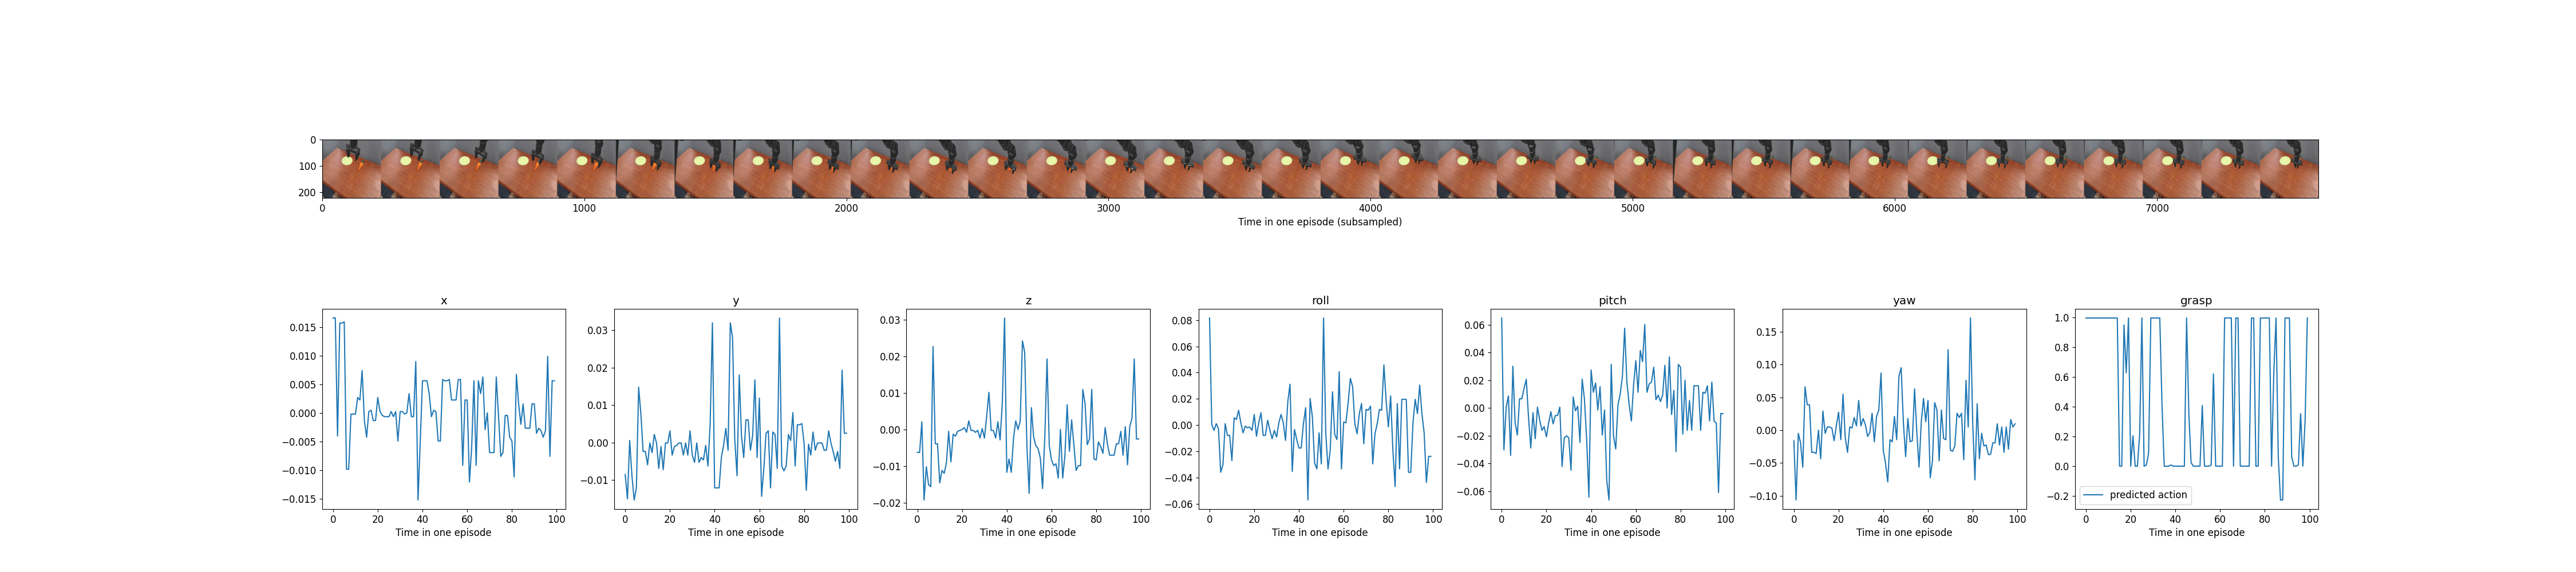 0
100
200
0 1000 2000 3000 4000 5000 6000 7000
Time in one episode (subsampled)
x
0.015
0.010
0.005
0.000
−0.005
−0.010
−0.015
0 20 40 60 80 100
Time in one episode
y
0.03
0.02
0.01
0.00
−0.01
0 20 40 60 80 100
Time in one episode
z
0.03
0.02
0.01
0.00
−0.01
−0.02
0 20 40 60 80 100
Time in one episode
roll
0.08
0.06
0.04
0.02
0.00
−0.02
−0.04
−0.06
0 20 40 60 80 100
Time in one episode
pitch
0.06
0.04
0.02
0.00
−0.02
−0.04
−0.06
0 20 40 60 80 100
Time in one episode
yaw
0.15
0.10
0.05
0.00
−0.05
−0.10
0 20 40 60 80 100
Time in one episode
grasp
1.0
0.8
0.6
0.4
0.2
0.0
−0.2
predicted action
0 20 40 60 80 100
Time in one episode